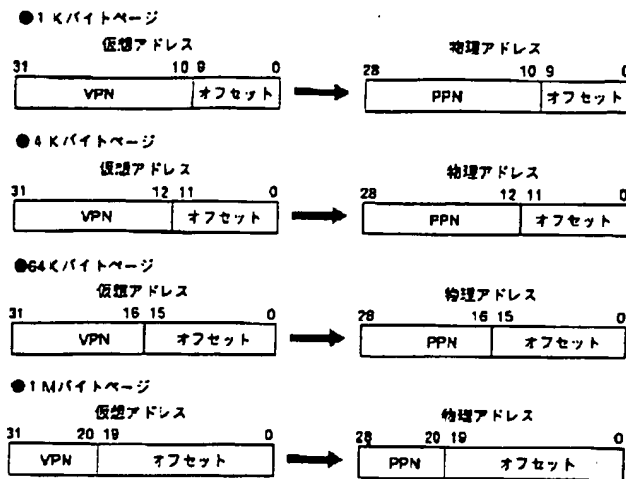 ●1 Kバイトページ
仮想アドレス 物理アドレス
31 10 9 0 28 10 9 0
VPN オフセット PPN オフセット
●4 Kバイトページ
仮想アドレス 物理アドレス
31 12 11 0 28 12 11 0
VPN オフセット PPN オフセット
●64Kバイトページ
仮想アドレス 物理アドレス
31 16 15 0 28 16 15 0
VPN オフセット PPN オフセット
●1Mバイトページ
仮想アドレス 物理アドレス
31 20 19 0 28 20 19 0
VPN オフセット PPN オフセット